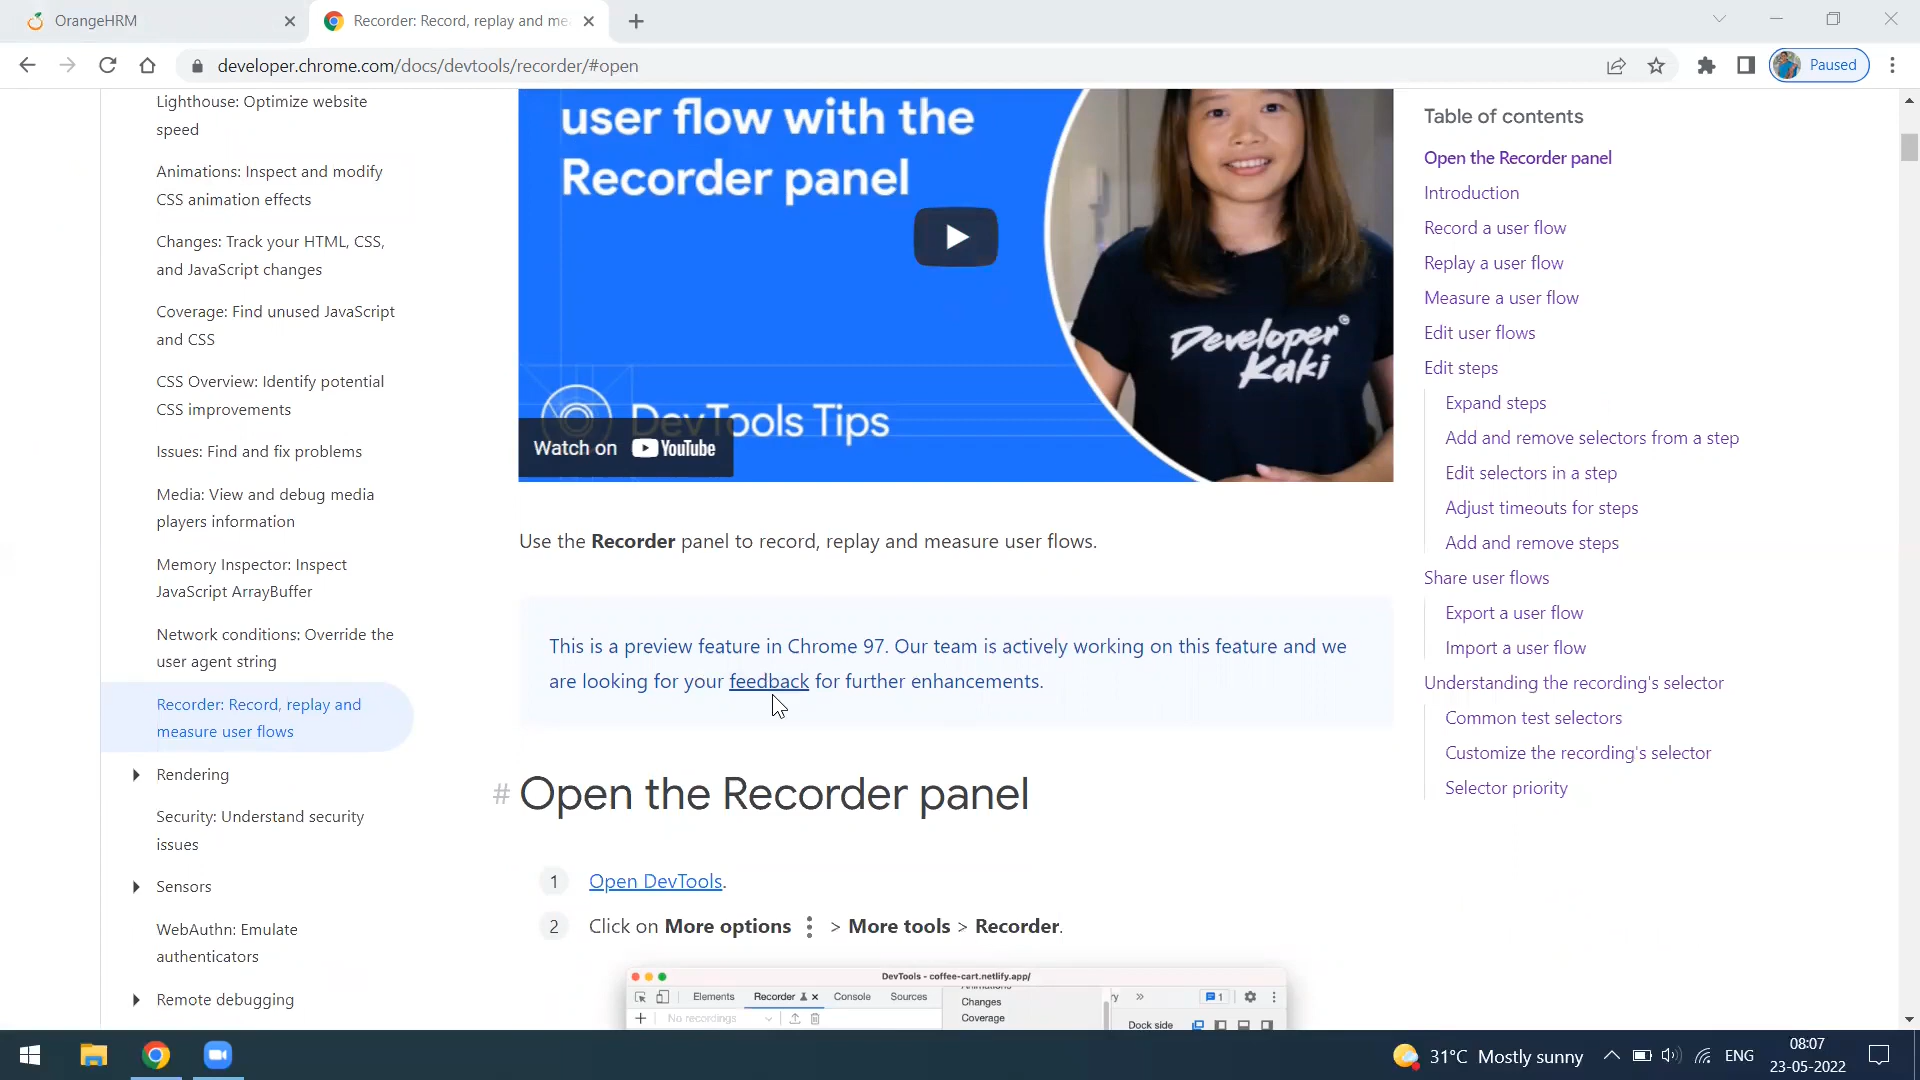 OrangeHRM
Recorder: Record, replay and me
developer.chrome.com/docs/devtools/recorder/#open
Paused
Lighthouse: Optimize website
speed
Animations: Inspect and modify
CSS animation effects
Changes: Track your HTML, CSS,
and JavaScript changes
Coverage: Find unused JavaScript
and CSS
CSS Overview: Identify potential
CSS improvements
Issues: Find and fix problems
Media: View and debug media
players information
Memory Inspector: Inspect
JavaScript ArrayBuffer
Network conditions: Override the
user agent string
Recorder: Record, replay and
measure user flows
Rendering
Security: Understand security
issues
Sensors
WebAuthn: Emulate
authenticators
Remote debugging
user flow with the
Recorder panel
Developer
Kaki
DevTools Tips
Watch on YouTube
Use the Recorder panel to record, replay and measure user flows.
This is a preview feature in Chrome 97. Our team is actively working on this feature and we
are looking for your feedback for further enhancements.
# Open the Recorder panel
1 Open DevTools.
2 Click on More options > More tools > Recorder.
DevTools - coffee-cart.netlify.app/
Elements Recorder Console Sources
Changes
No recordings
Coverage
Dock side
1
Table of contents
Open the Recorder panel
Introduction
Record a user flow
Replay a user flow
Measure a user flow
Edit user flows
Edit steps
Expand steps
Add and remove selectors from a step
Edit selectors in a step
Adjust timeouts for steps
Add and remove steps
Share user flows
Export a user flow
Import a user flow
Understanding the recording's selector
Common test selectors
Customize the recording's selector
Selector priority
31°C Mostly sunny
ENG
08:07
23-05-2022